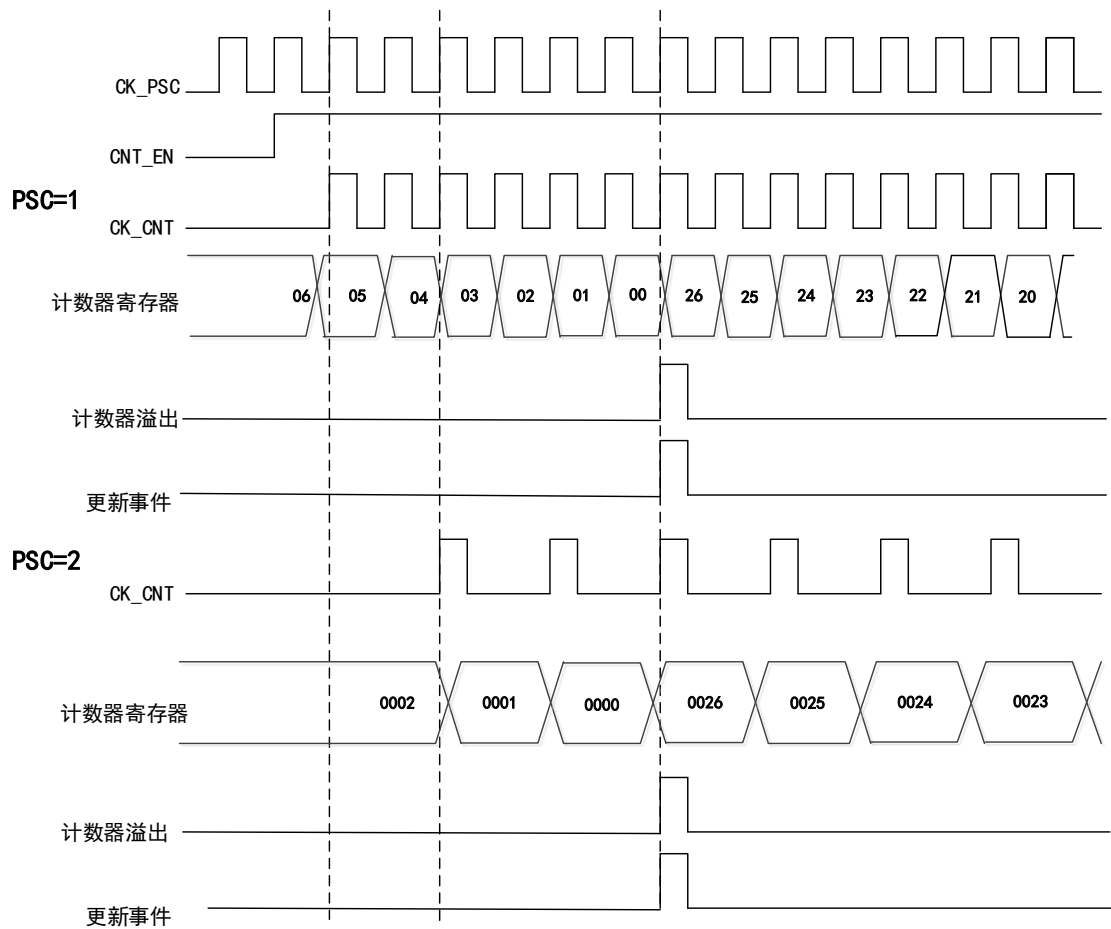 CK_PSC
CNT_EN
PSC=1
CK_CNT
计数器寄存器 06 05 04 03 02 01 00 26 25 24 23 22 21 20
计数器溢出
更新事件
PSC=2
CK_CNT
计数器寄存器 0002 0001 0000 0026 0025 0024 0023
计数器溢出
更新事件